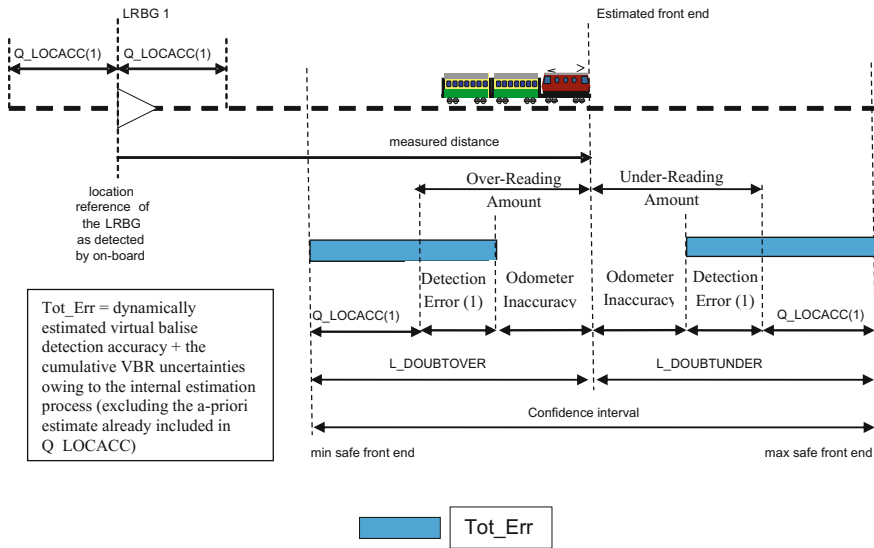 LRBG 1
Estimated front end
Q_LOCACC(1) Q_LOCACC(1)
measured distance
location
reference of
the LRBG
as detected
by on-board
Over-Reading
Amount
Under-Reading
Amount
Detection
Error (1)
Odometer
Inaccuracy
Odometer
Inaccuracy
Detection
Error (1)
Q_LOCACC(1)
Q_LOCACC(1)
L_DOUBTOVER
L_DOUBTUNDER
Confidence interval
min safe front end
max safe front end
Tot_Err = dynamically
estimated virtual balise
detection accuracy + the
cumulative VBR uncertainties
owing to the internal estimation
process (excluding the a-priori
estimate already included in
Q_LOCACC)
Tot_Err